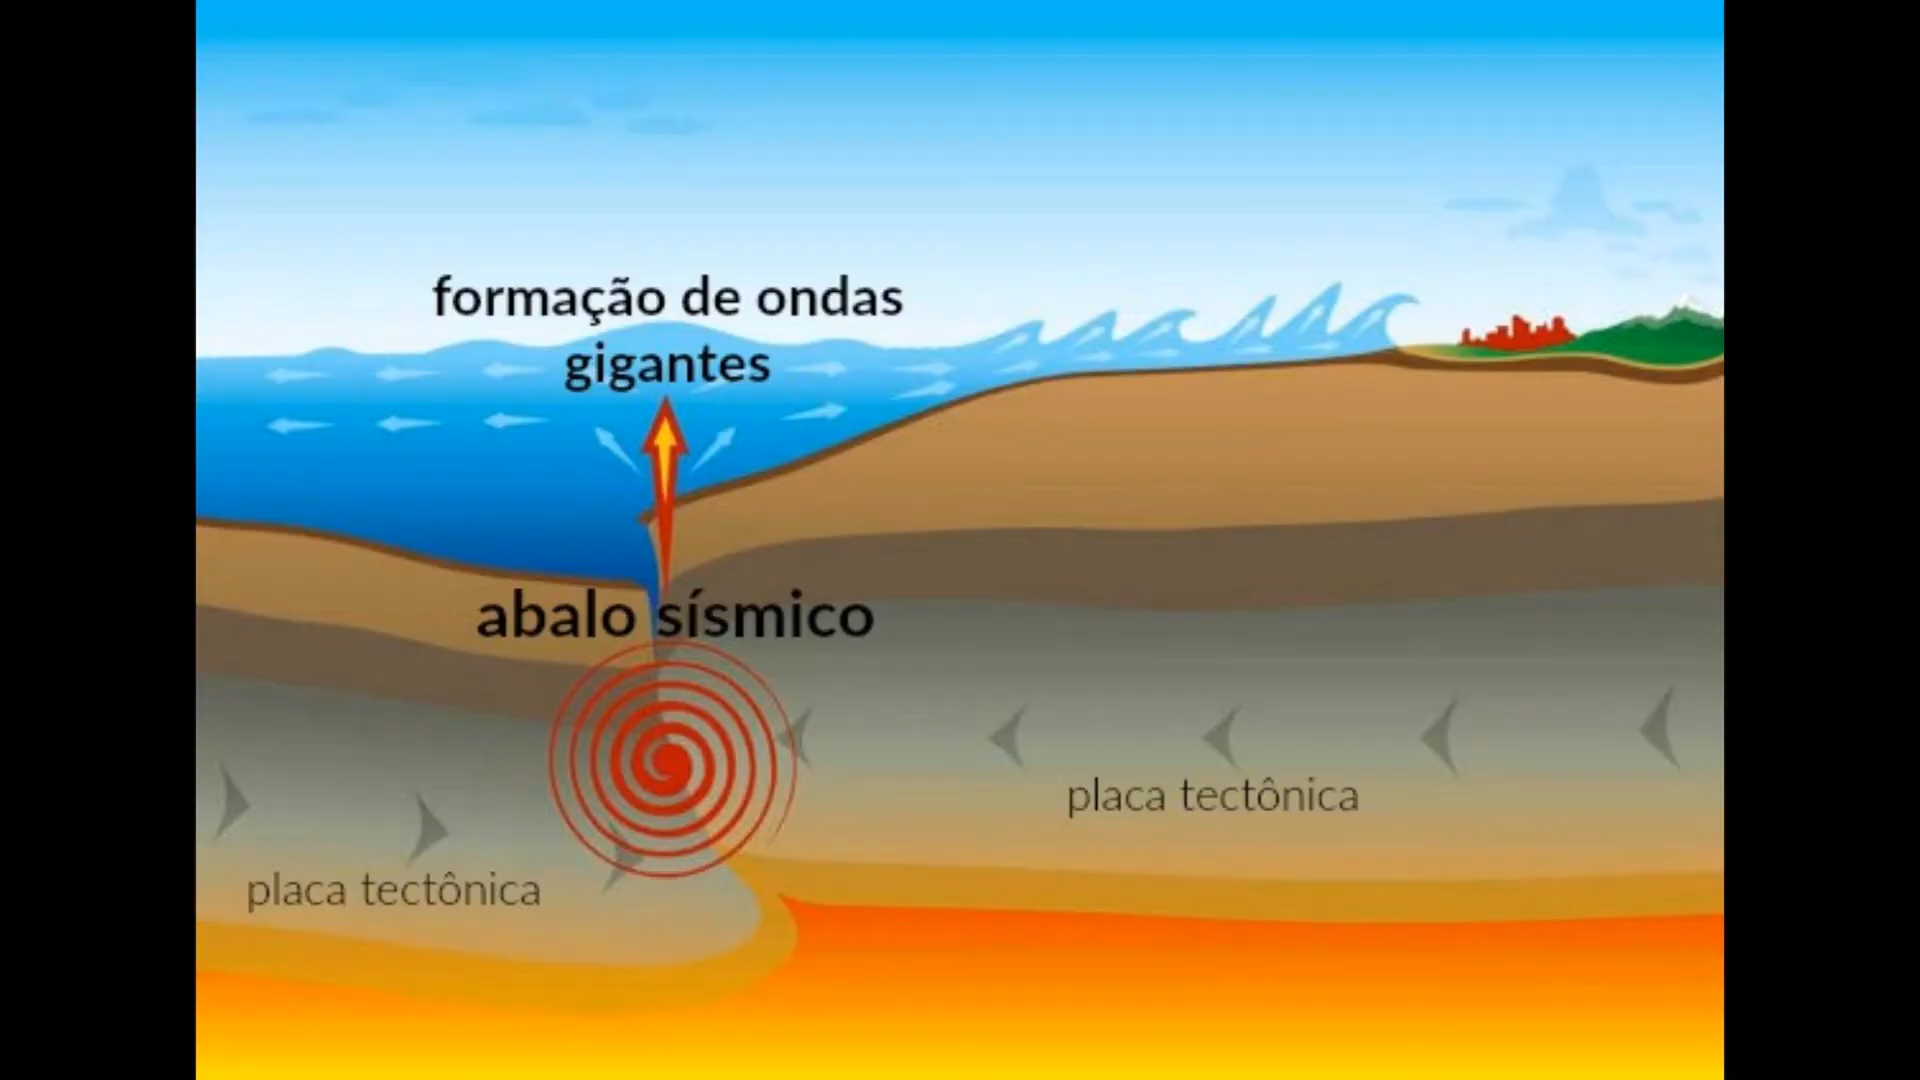 formação de ondas
gigantes
abalo sísmico
placa tectônica
placa tectônica